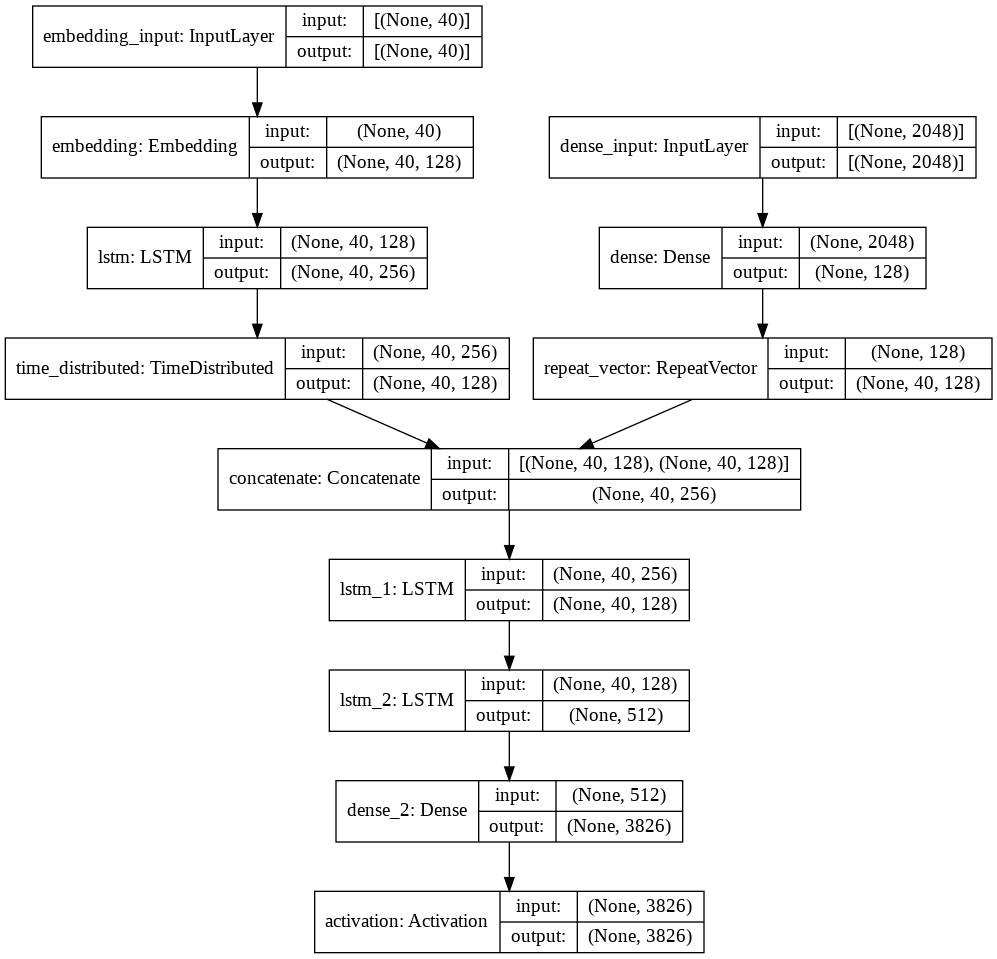 embedding_input: InputLayer
input: [(None, 40)]
output: [(None, 40)]
embedding: Embedding
input: (None, 40)
output: (None, 40, 128)
dense_input: InputLayer
input: [(None, 2048)]
output: [(None, 2048)]
lstm: LSTM
input: (None, 40, 128)
output: (None, 40, 256)
dense: Dense
input: (None, 2048)
output: (None, 128)
time_distributed: TimeDistributed
input: (None, 40, 256)
output: (None, 40, 128)
repeat_vector: RepeatVector
input: (None, 128)
output: (None, 40, 128)
concatenate: Concatenate
input: [(None, 40, 128), (None, 40, 128)]
output: (None, 40, 256)
lstm_1: LSTM
input: (None, 40, 256)
output: (None, 40, 128)
lstm_2: LSTM
input: (None, 40, 128)
output: (None, 512)
dense_2: Dense
input: (None, 512)
output: (None, 3826)
activation: Activation
input: (None, 3826)
output: (None, 3826)